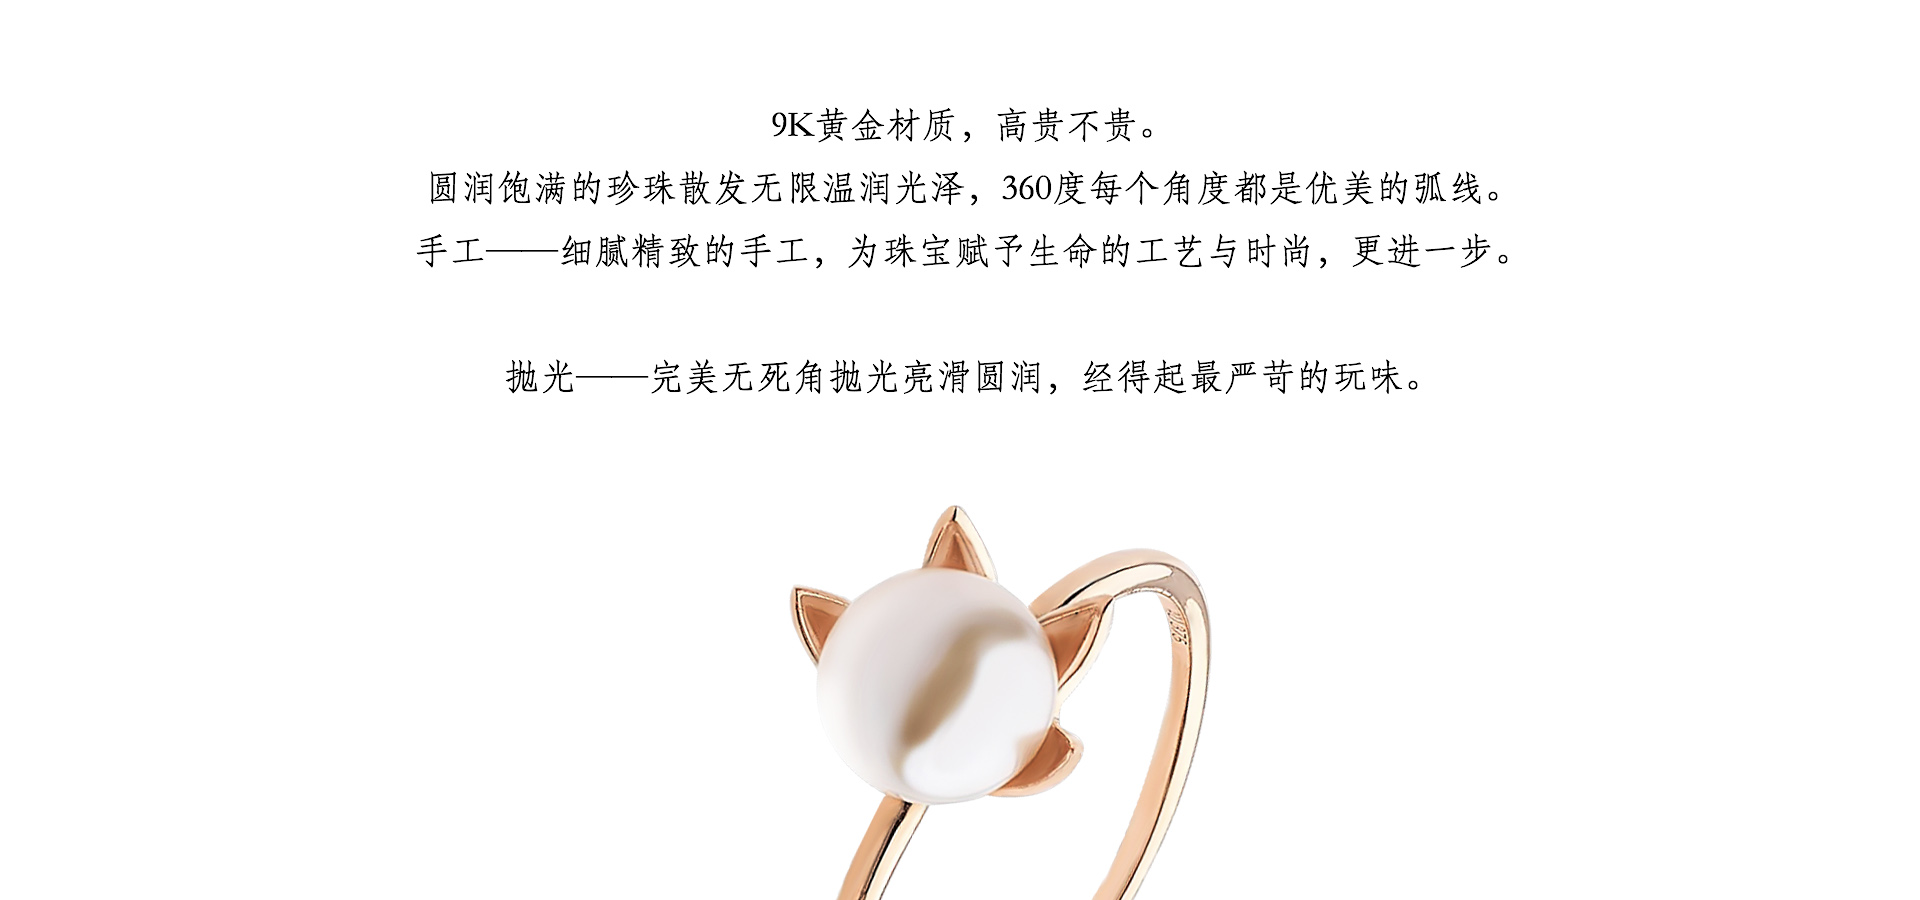 9K黄金材质，高贵不贵。
圆润饱满的珍珠散发无限温润光泽，360度每个角度都是优美的弧线。
手工——细腻精致的手工，为珠宝赋予生命的工艺与时尚，更进一步。
抛光——完美无死角抛光亮滑圆润，经得起最严苛的玩味。